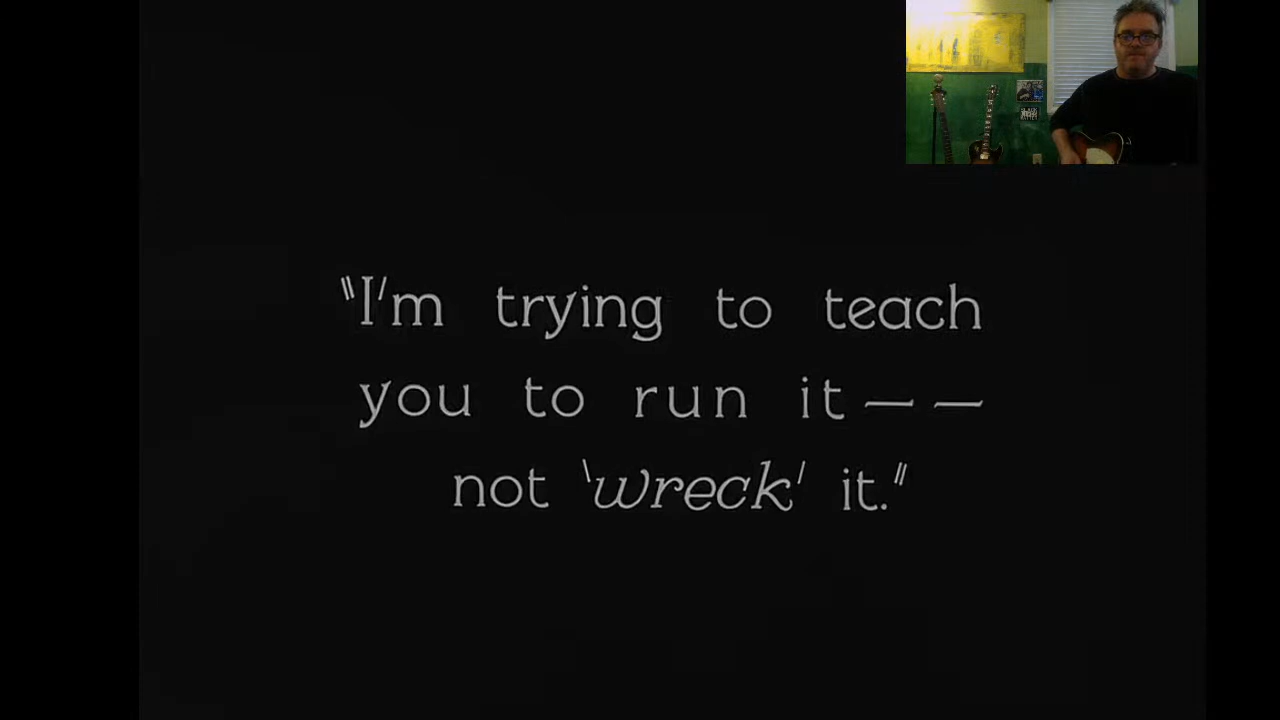 "I'm trying to teach
you to run it — —
not 'wreck' it."